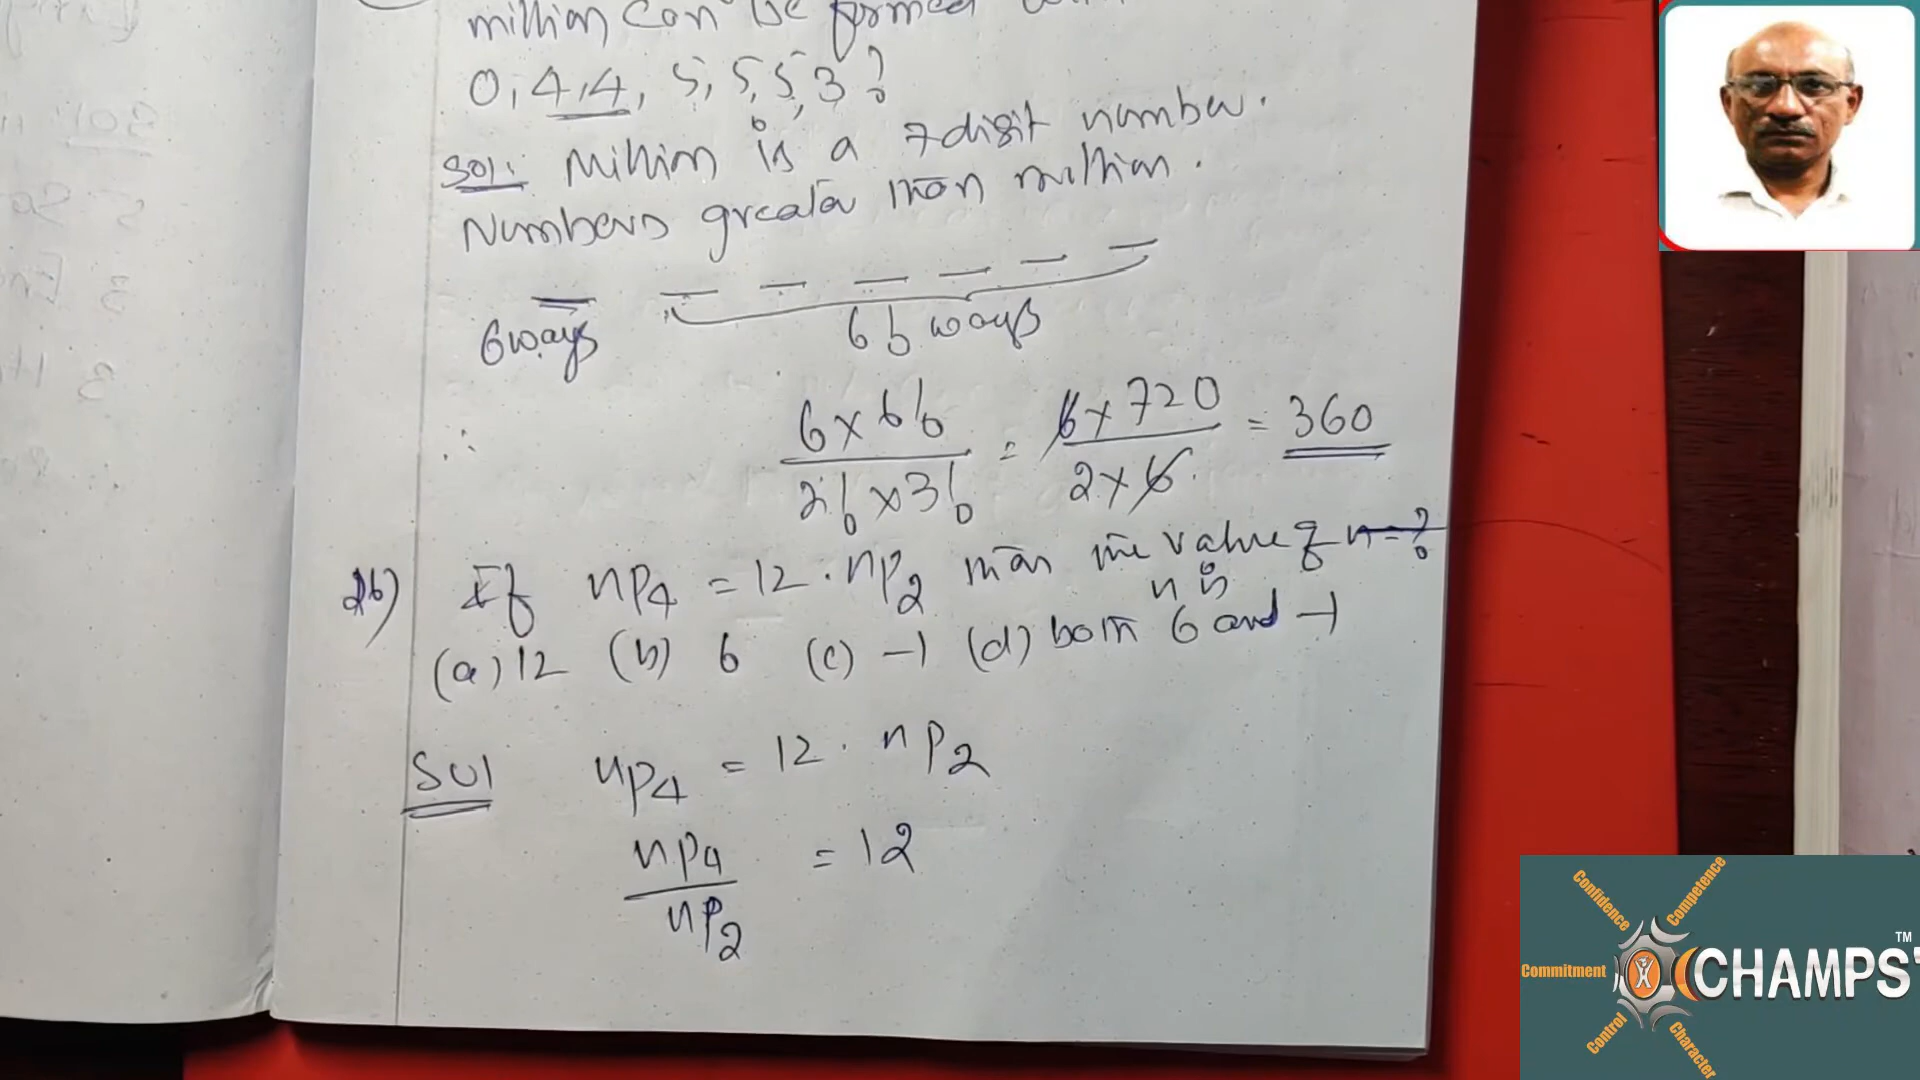 million can be formed
0, 4, 4, 5, 5, 5, 3?
Sol: Million is a 7 digit number.
Numbers greater than million.
6 ways 6! ways
∴ 6 × 6! / 2! × 3! = 6 × 720 / 2 × 6 = 360
26) If nP4 = 12 · nP2 then the value of n = ?
n is
(a) 12 (b) 6 (c) -1 (d) both 6 and -1
Sol nP4 = 12 · nP2
nP4 / nP2 = 12
Confidence
Competence
Commitment
CHAMPS TM
Control
Character